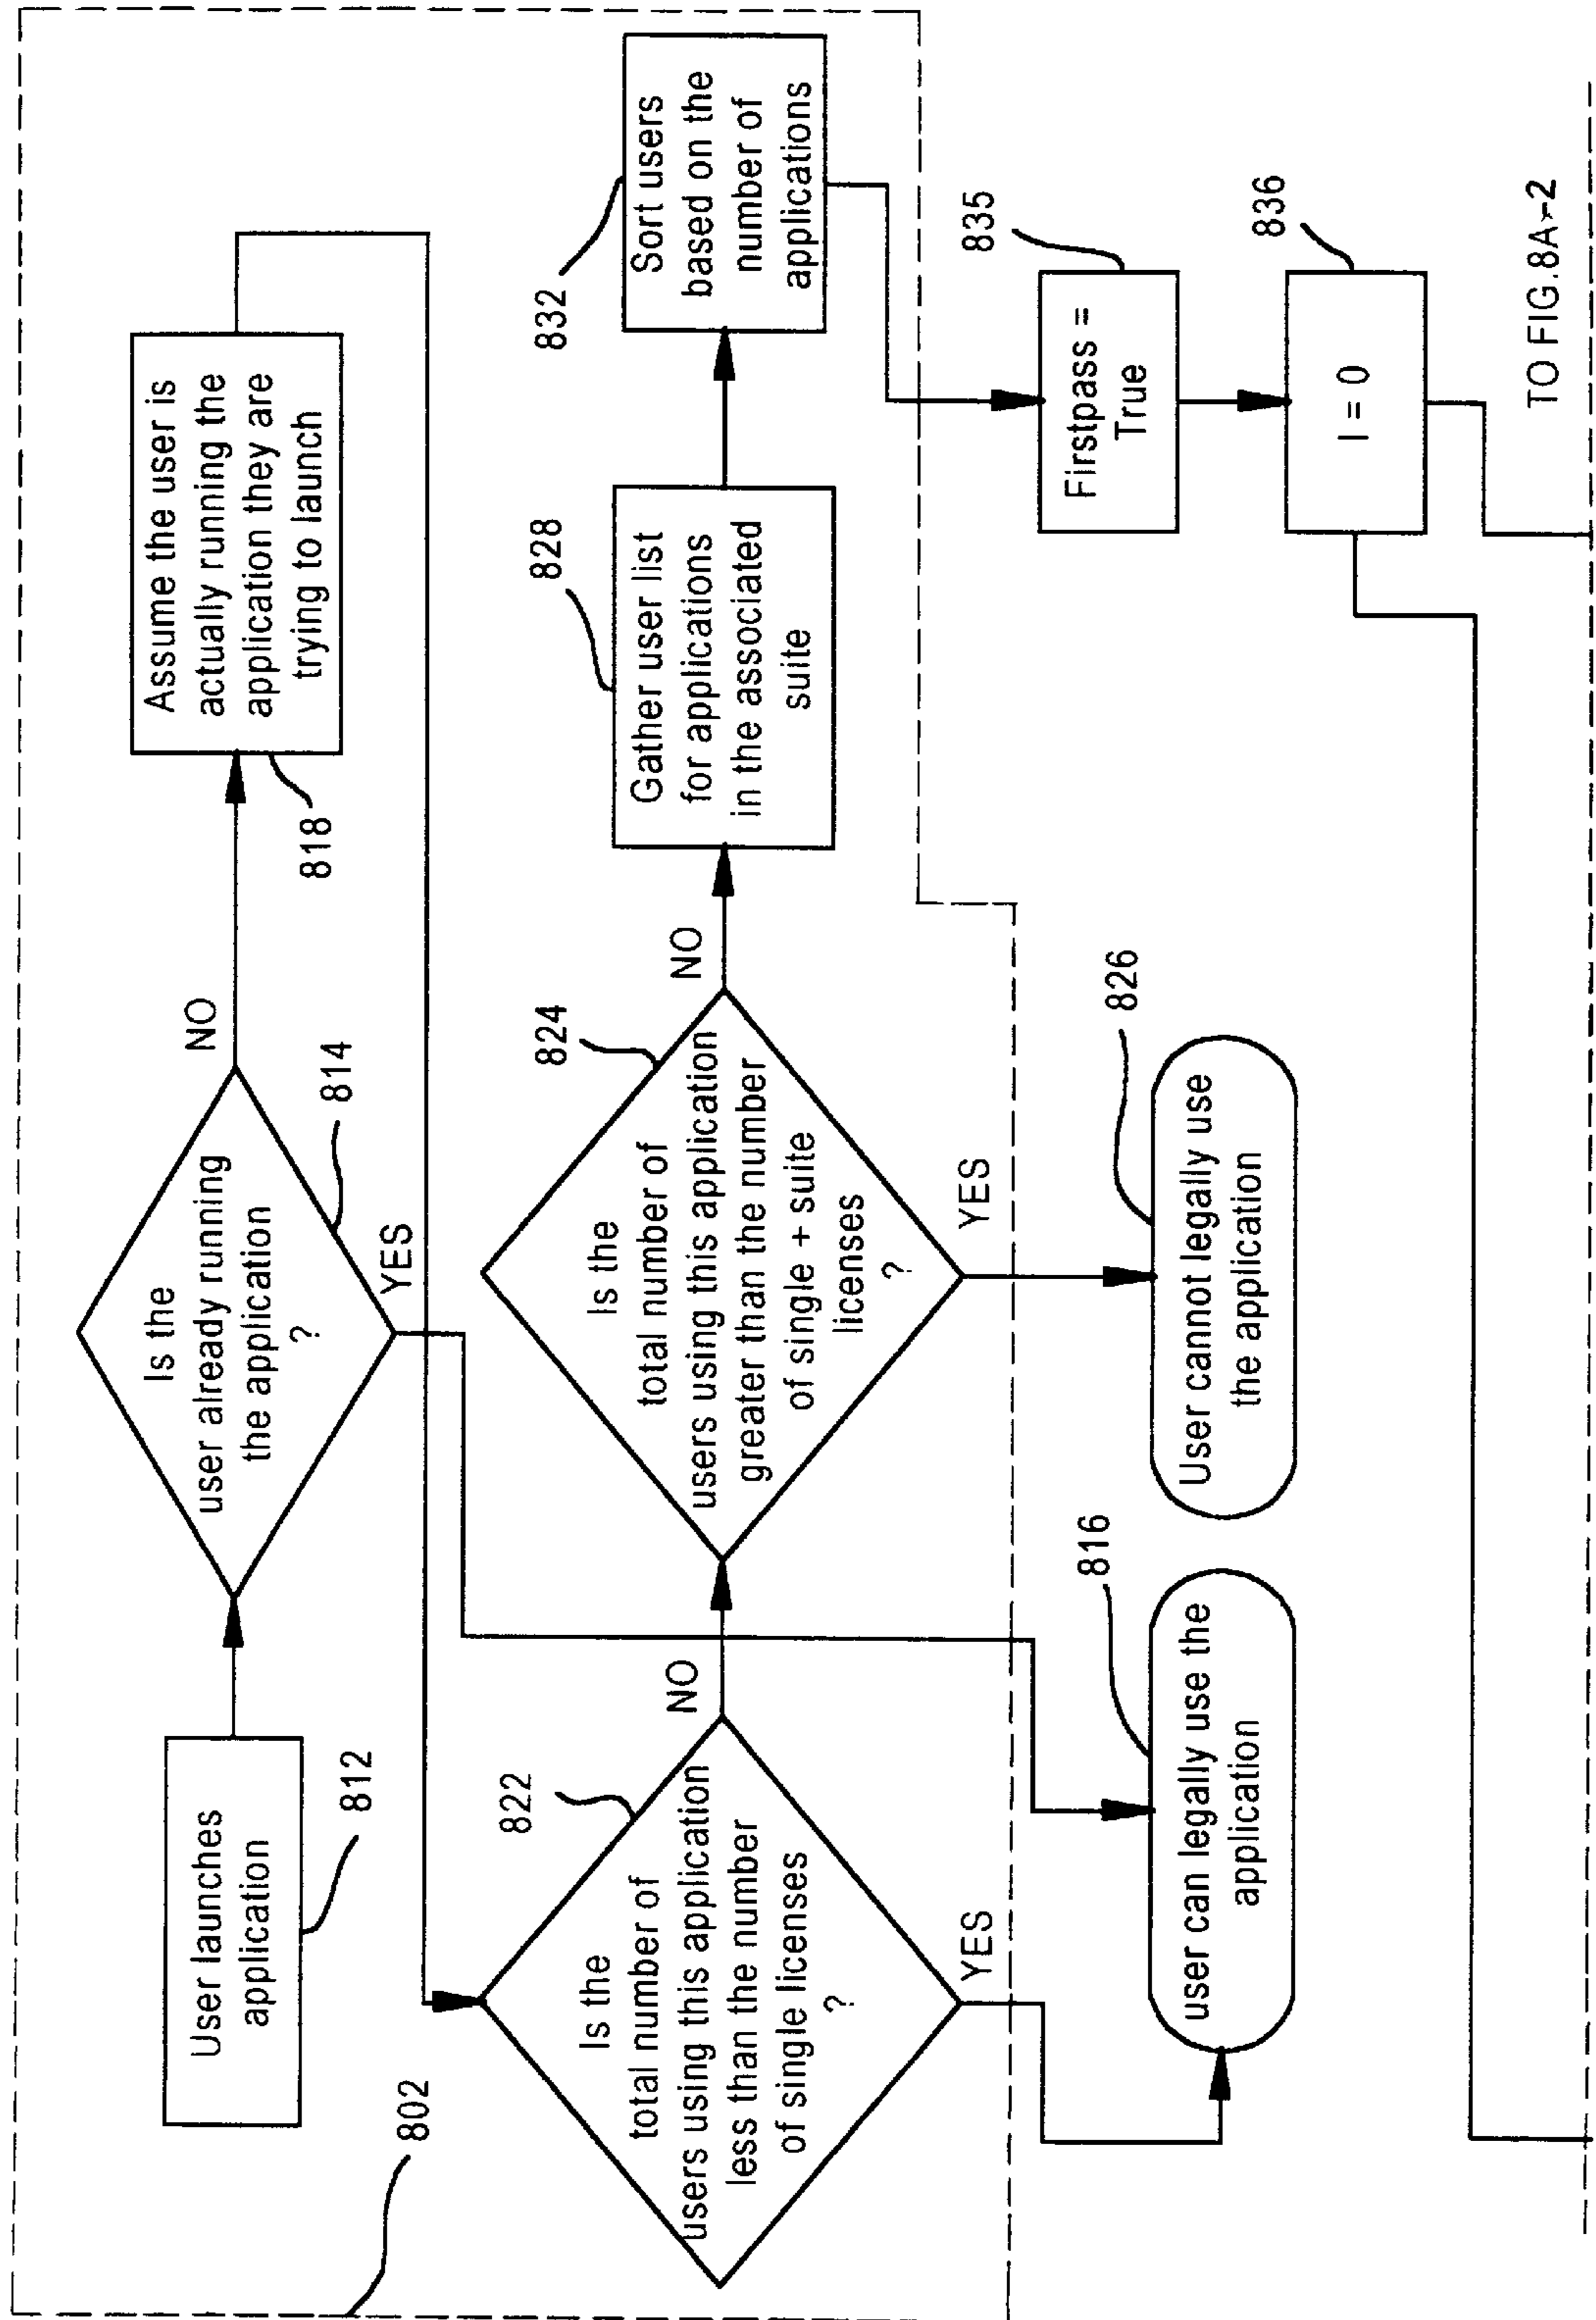 User launches
application
812
Is the
user already running
the application
?
814
NO
YES
Assume the user is
actually running the
application they are
trying to launch
818
802
Is the
total number of
users using this application
less than the number
of single licenses
?
822
NO
YES
Is the
total number of
users using this application
greater than the number
of single + suite
licenses
?
824
NO
YES
Gather user list
for applications
in the associated
suite
828
Sort users
based on the
number of
applications
832
user can legally use the
application
816
User cannot legally use
the application
826
Firstpass =
True
835
I = 0
836
TO FIG.8A-2